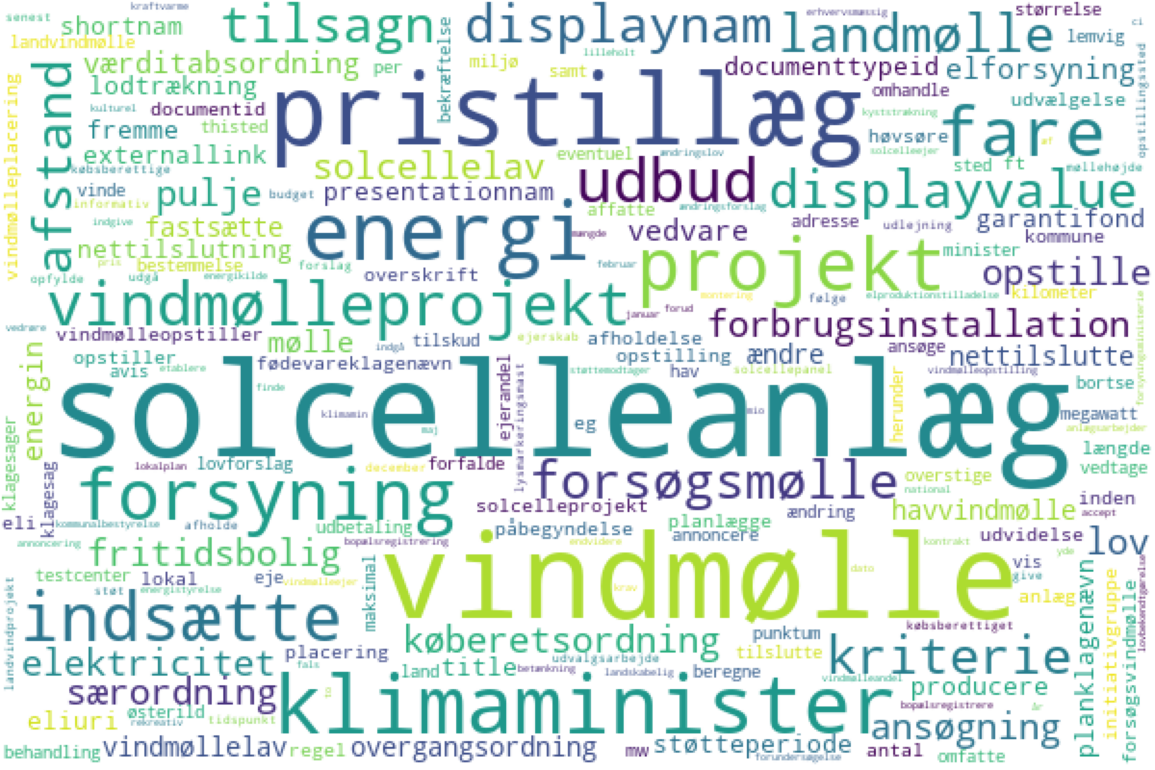 kraftvarme
senest
shortnam
tilsagn
displaynam
erhvervsmæssig
størrelse
landmølle
lemvig
ci
landvindmølle
værditabsordning
per
bekræftelse
miljø
lilleholt
samt
documenttypeid
elforsyning
opstillingssted
lodtrækning
omhandle
udvælgelse
vindmølleplacering
afstand
kulturel
documentid
pristillæg
kyststrækning
fare
fremme
thisted
høvsøre
af
externallink
solcellelav
eventuel
ændringslov
solcelleejer
sted
ft
møllehøjde
købsberettige
vinde
pulje
budget
presentationnam
udbud
displayvalue
informativ
indgive
affatte
ændringsforslag
adresse
udlejning
garantifond
fastsætte
energi
mængde
vedvare
kommune
nettilslutning
projekt
minister
pris
bestemmelse
forslag
februar
opfylde
udgå
energikilde
overskrift
opstille
vindmølleprojekt
montering
følge
elproduktionstilladelse
kilometer
vedrøre
januar
forud
forbrugsinstallation
forsyningsministerie
vindmølleopstiller
mølle
indgå
tilskud
ejerskab
afholdelse
ansøge
energin
opstiller
fødevareklagenævn
opstilling
ændre
nettilslutte
avis
etablere
finde
støttemodtager
hav
solcellepanel
vindmølleopstilling
bortse
solcelleanlæg
klimamin
ejerandel
lysmarkeringsmast
mio
herunder
megawatt
anlægsarbejder
eg
maj
længde
klagesager
klagesag
lokalplan
lovforslag
december
forfalde
forsøgsmølle
overstige
vedtage
forsyning
national
solcelleprojekt
ændring
havvindmølle
inden
accept
eli
kommunalbestyrelse
afholde
udbetaling
påbegyndelse
planlægge
annoncere
udvidelse
lov
annoncering
fritidsbolig
bopælsregistrering
endvidere
vindmølle
kontrakt
yde
vis
testcenter
lokal
eje
vindmølleejer
maksimal
krav
dato
give
støt
energistyrelse
anlæg
planklagenævn
initiativgruppe
forsøgsvindmølle
lovbekendtgørelse
landvindprojekt
indsætte
købsberettiget
køberetsordning
punktum
tilslutte
kriterie
elektricitet
placering
fals
land
title
betænkning
udvalgsarbejde
landskabelig
beregne
vindmølleandel
særordning
io
klimaminister
producere
bopælsregistrere
år
eliuri
østerild
rekreativ
tidspunkt
ansøgning
behandling
vindmøllelav
regel
overgangsordning
mw
støtteperiode
forundersøgelse
antal
omfatte